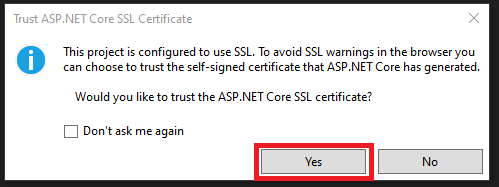 Trust ASP.NET Core SSL Certificate
This project is configured to use SSL. To avoid SSL warnings in the browser you
can choose to trust the self-signed certificate that ASP.NET Core has generated.
Would you like to trust the ASP.NET Core SSL certificate?
Don't ask me again
Yes
No